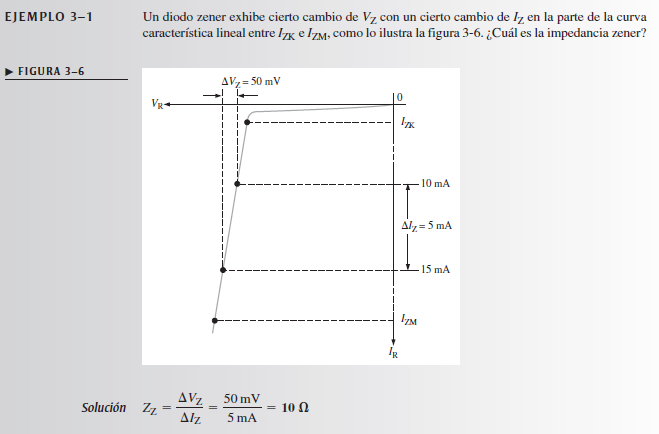 EJEMPLO 3–1
Un diodo zener exhibe cierto cambio de VZ con un cierto cambio de IZ en la parte de la curva
característica lineal entre IZK e IZM, como lo ilustra la figura 3-6. ¿Cuál es la impedancia zener?
▶ FIGURA 3–6
ΔVZ = 50 mV
VR
0
IZK
10 mA
ΔIZ = 5 mA
15 mA
IZM
IR
Solución ZZ = ΔVZ / ΔIZ = 50 mV / 5 mA = 10 Ω